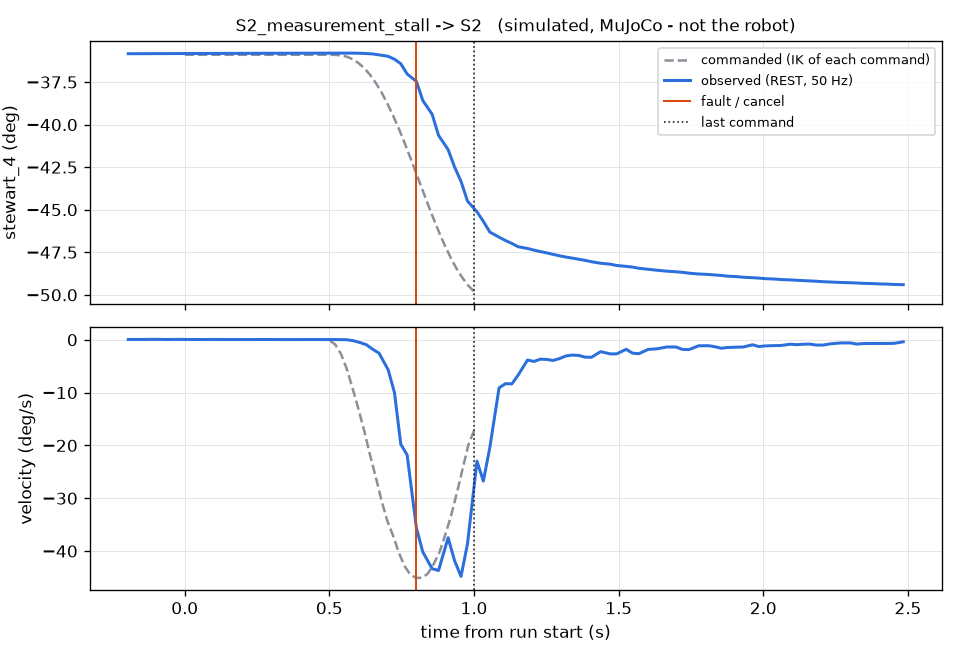 S2_measurement_stall -> S2   (simulated, MuJoCo - not the robot)
stewart_4 (deg)
−37.5
−40.0
−42.5
−45.0
−47.5
−50.0
commanded (IK of each command)
observed (REST, 50 Hz)
fault / cancel
last command
velocity (deg/s)
0
−10
−20
−30
−40
0.0 0.5 1.0 1.5 2.0 2.5
time from run start (s)